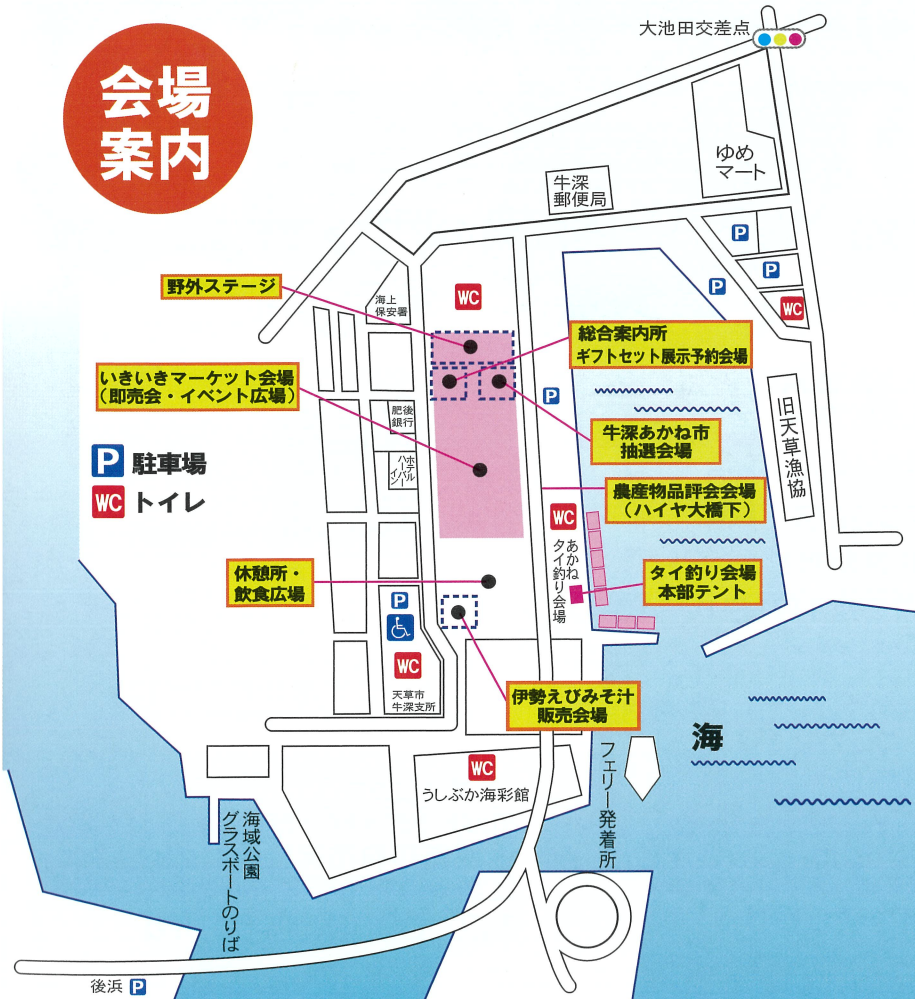 会場
案内
大池田交差点
ゆめ
マート
牛深
郵便局
P
P
P
WC
野外ステージ
海上
保安署
WC
総合案内所
ギフトセット展示予約会場
いきいきマーケット会場
（即売会・イベント広場）
肥後
銀行
P
牛深あかね市
抽選会場
旧天草漁協
P 駐車場
WC トイレ
ホテル
ハーバー
イン
農産物品評会会場
（ハイヤ大橋下）
WC
あかね
タイ釣り会場
タイ釣り会場
本部テント
休憩所・
飲食広場
P
WC
天草市
牛深支所
伊勢えびみそ汁
販売会場
海
WC
うしぶか海彩館
フェリー発着所
海域公園
グラスボートのりば
後浜 P